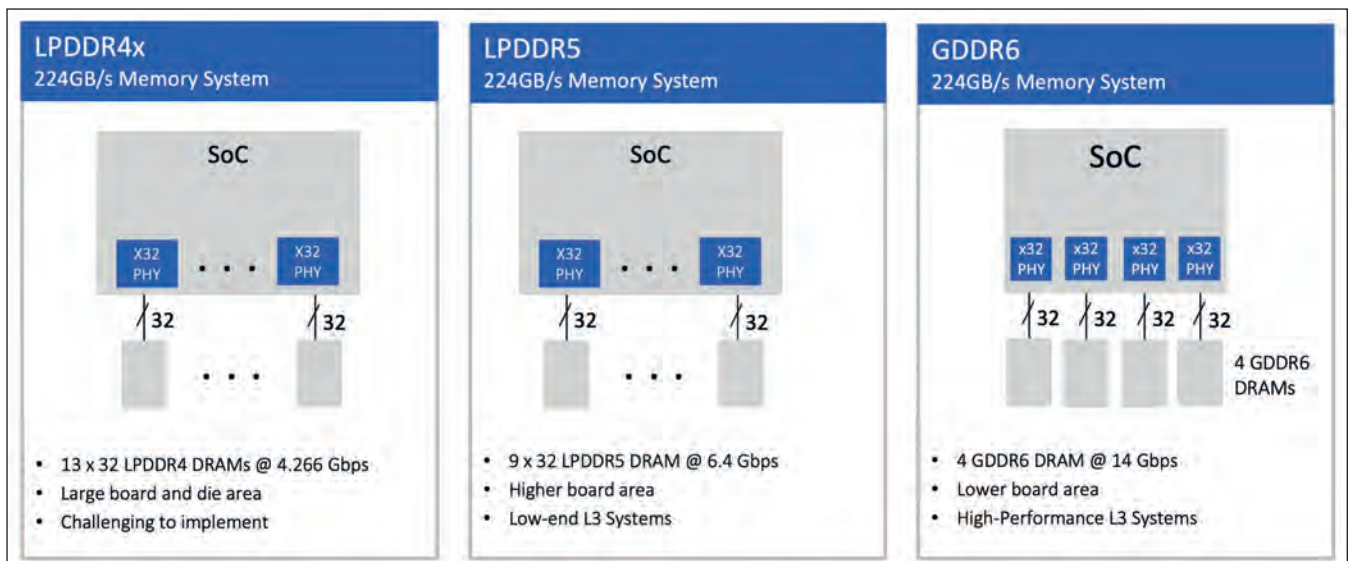 LPDDR4x
224GB/s Memory System
SoC
X32
PHY
. . .
X32
PHY
32
32
. . .
• 13 x 32 LPDDR4 DRAMs @ 4.266 Gbps
• Large board and die area
• Challenging to implement
LPDDR5
224GB/s Memory System
SoC
X32
PHY
. . .
X32
PHY
32
32
. . .
• 9 x 32 LPDDR5 DRAM @ 6.4 Gbps
• Higher board area
• Low-end L3 Systems
GDDR6
224GB/s Memory System
SoC
x32
PHY
x32
PHY
x32
PHY
x32
PHY
32
32
32
32
4 GDDR6
DRAMs
• 4 GDDR6 DRAM @ 14 Gbps
• Lower board area
• High-Performance L3 Systems